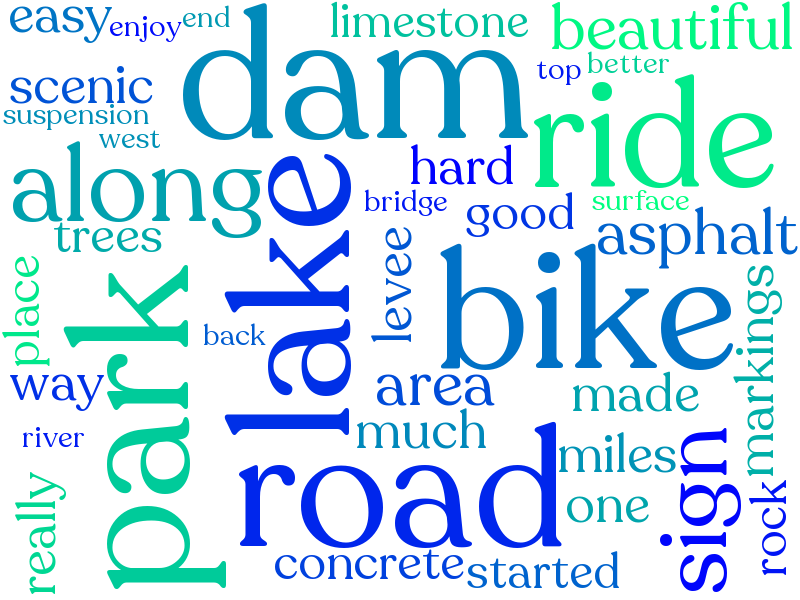 easy
enjoy
end
limestone
beautiful
dam
top
better
scenic
suspension
west
ride
along
hard
bridge
good
surface
asphalt
trees
lake
levee
bike
place
park
back
markings
way
area
made
river
much
road
miles
sign
one
rock
really
concrete
started